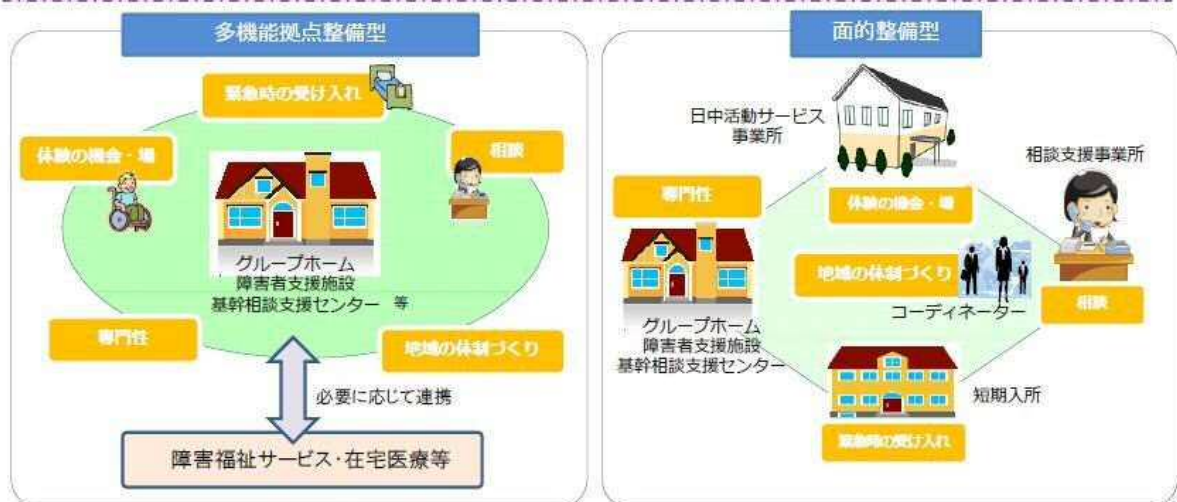 多機能拠点整備型
緊急時の受け入れ
体験の機会・場
相談
グループホーム
障害者支援施設
基幹相談支援センター 等
専門性
地域の体制づくり
必要に応じて連携
障害福祉サービス・在宅医療等
面的整備型
日中活動サービス
事業所
相談支援事業所
専門性
体験の機会・場
地域の体制づくり
コーディネーター
相談
グループホーム
障害者支援施設
基幹相談支援センター
短期入所
緊急時の受け入れ